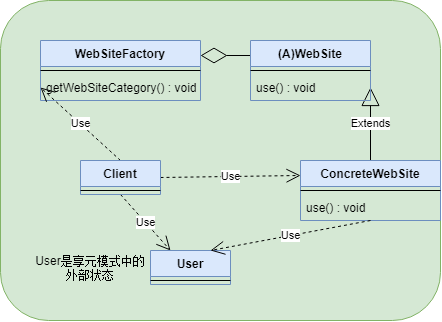 WebSiteFactory
(A)WebSite
getWebSiteCategory() : void
use() : void
Use
Extends
Client
Use
ConcreteWebSite
use() : void
Use
Use
User是享元模式中的
外部状态
User